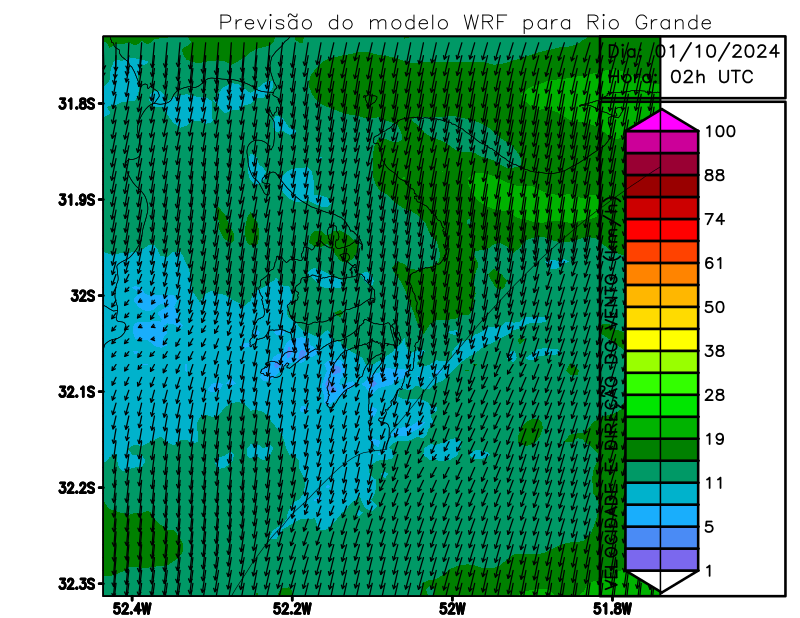 Previsão do modelo WRF para Rio Grande
Dia: 01/10/2024
Hora: 02h UTC
31.8S
31.9S
32S
32.1S
32.2S
32.3S
52.4W
52.2W
52W
51.8W
VELOCIDADE E DIREÇÃO DO VENTO (km/h)
100
88
74
61
50
38
28
19
11
5
1